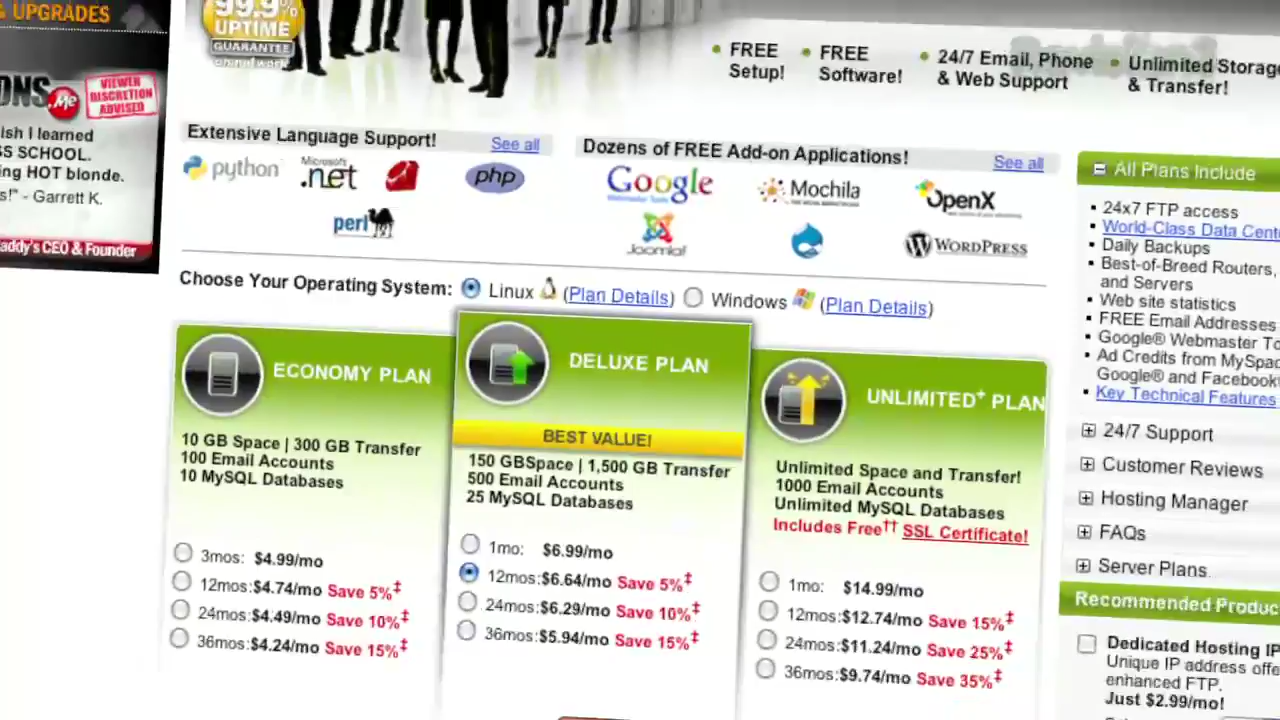 & UPGRADES
99.9%
UPTIME
GUARANTEE
FREE
Setup!
FREE
Software!
24/7 Email, Phone
& Web Support
Unlimited Storage
& Transfer!
ONS.Me
VIEWER
DISCRETION
ADVISED
ish I learned
SS SCHOOL.
ing HOT blonde.
s!" - Garrett K.
addy's CEO & Founder
Extensive Language Support!
See all
python
Microsoft
.net
php
perl
Dozens of FREE Add-on Applications!
See all
Google
Mochila
OpenX
Joomla!
WORDPRESS
Choose Your Operating System:
Linux
(Plan Details)
Windows
(Plan Details)
ECONOMY PLAN
10 GB Space | 300 GB Transfer
100 Email Accounts
10 MySQL Databases
3mos: $4.99/mo
12mos:$4.74/mo Save 5%‡
24mos:$4.49/mo Save 10%‡
36mos:$4.24/mo Save 15%‡
DELUXE PLAN
BEST VALUE!
150 GBSpace | 1,500 GB Transfer
500 Email Accounts
25 MySQL Databases
1mo: $6.99/mo
12mos:$6.64/mo Save 5%‡
24mos:$6.29/mo Save 10%‡
36mos:$5.94/mo Save 15%‡
UNLIMITED+ PLAN
Unlimited Space and Transfer!
1000 Email Accounts
Unlimited MySQL Databases
Includes Free†† SSL Certificate!
1mo: $14.99/mo
12mos:$12.74/mo Save 15%‡
24mos:$11.24/mo Save 25%‡
36mos:$9.74/mo Save 35%‡
All Plans Include
24x7 FTP access
World-Class Data Cent
Daily Backups
Best-of-Breed Routers,
and Servers
Web site statistics
FREE Email Addresses
Google® Webmaster To
Ad Credits from MySpa
Google® and Facebook
Key Technical Features
24/7 Support
Customer Reviews
Hosting Manager
FAQs
Server Plans
Recommended Produc
Dedicated Hosting IP
Unique IP address offe
enhanced FTP.
Just $2.99/mo!